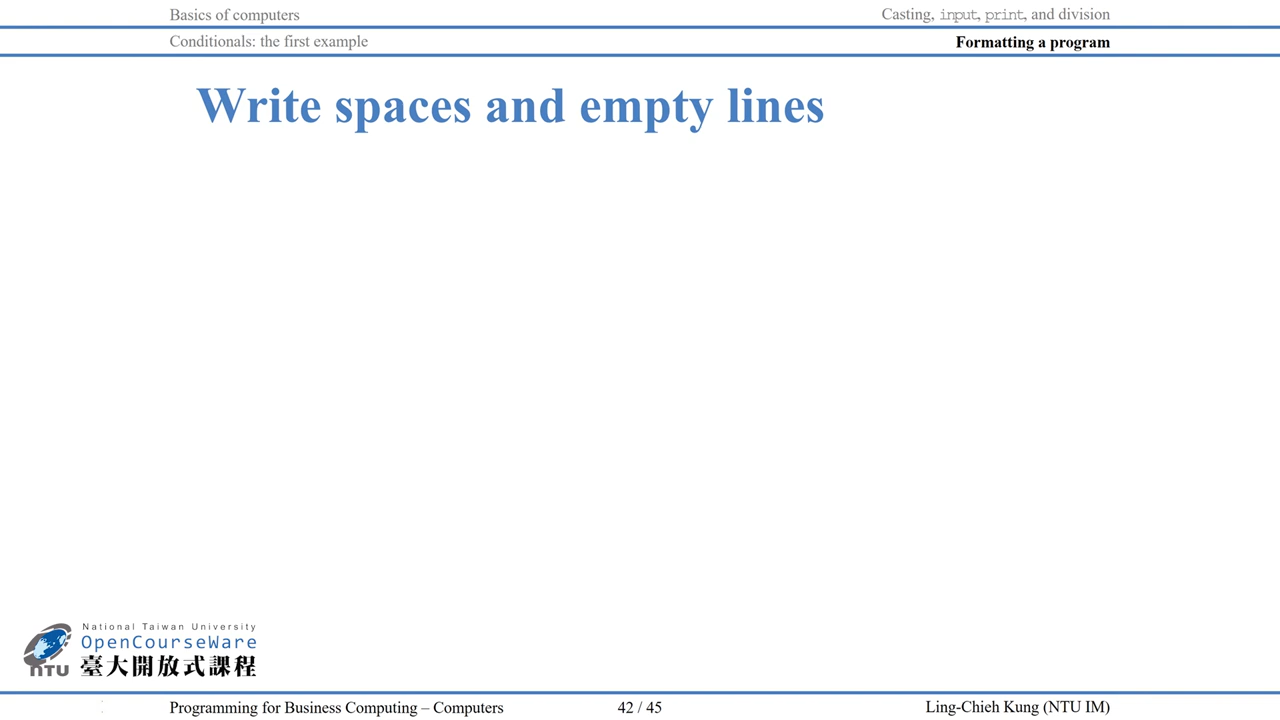 Basics of computers
Casting, input, print, and division
Conditionals: the first example
Formatting a program
Write spaces and empty lines
National Taiwan University
OpenCourseWare
臺大開放式課程
NTU
Programming for Business Computing – Computers
42 / 45
Ling-Chieh Kung (NTU IM)